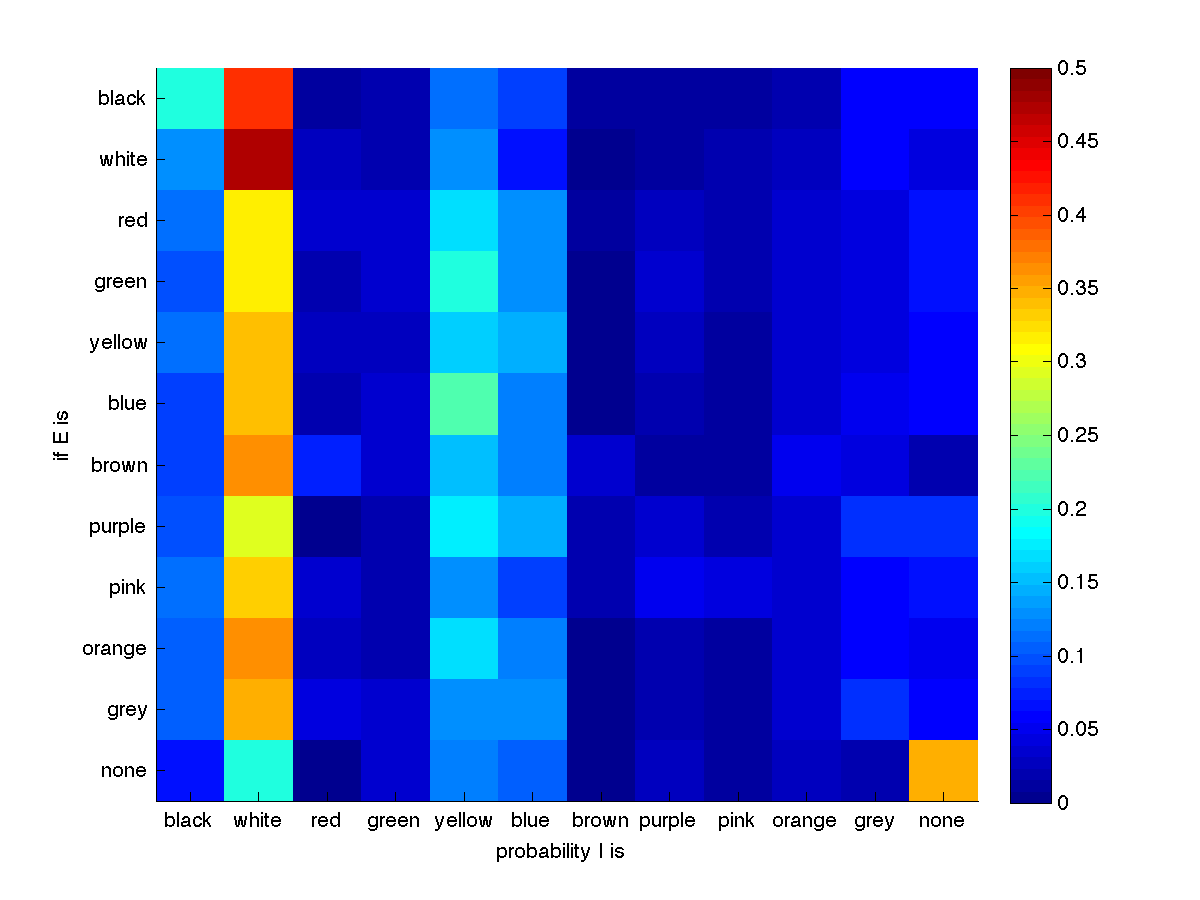 if E is
black
white
red
green
yellow
blue
brown
purple
pink
orange
grey
none
black white red green yellow blue brown purple pink orange grey none
probability I is
0.5
0.45
0.4
0.35
0.3
0.25
0.2
0.15
0.1
0.05
0